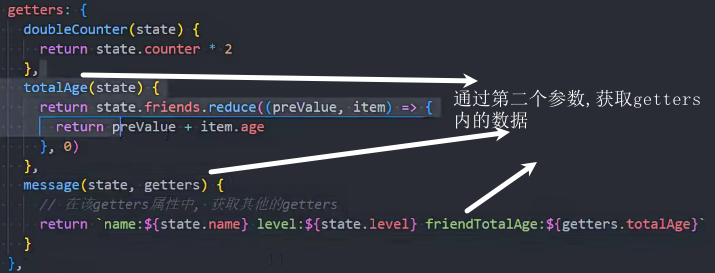 getters: {
doubleCounter(state) {
return state.counter * 2
},
totalAge(state) {
return state.friends.reduce((preValue, item) => {
return preValue + item.age
}, 0)
},
message(state, getters) {
// 在该getters属性中, 获取其他的getters
return `name:${state.name} level:${state.level} friendTotalAge:${getters.totalAge}`
}
},
通过第二个参数,获取getters
内的数据